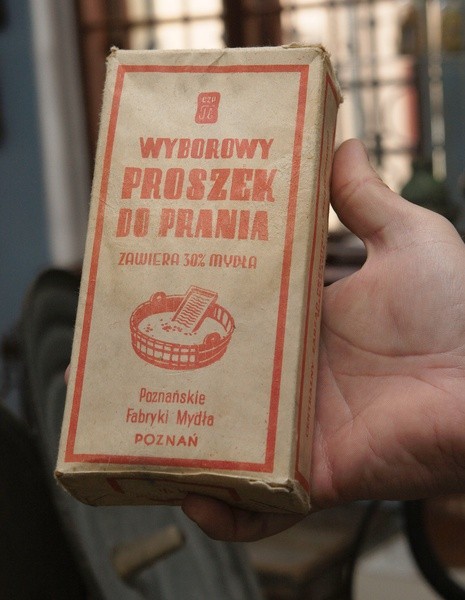 WYBOROWY
PROSZEK
DO PRANIA
ZAWIERA 30% MYDŁA
Poznańskie
Fabryki Mydła
POZNAŃ